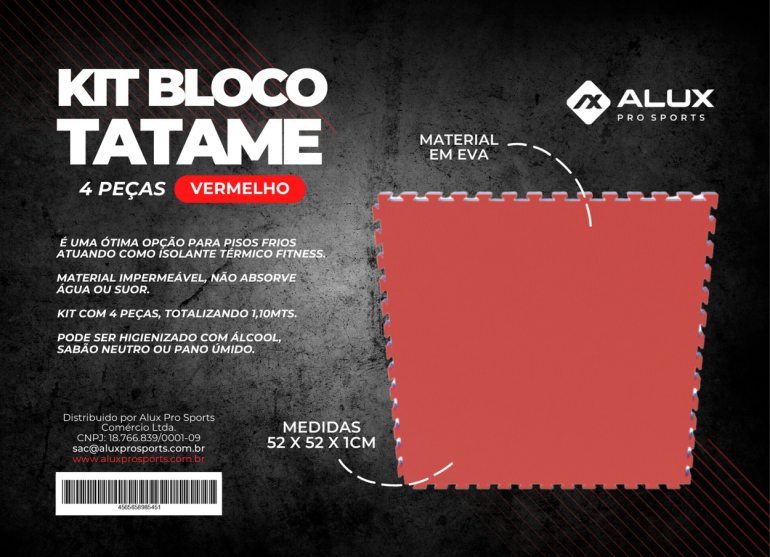 KIT BLOCO
TATAME
4 PEÇAS VERMELHO
É UMA ÓTIMA OPÇÃO PARA PISOS FRIOS
ATUANDO COMO ISOLANTE TÉRMICO FITNESS.
MATERIAL IMPERMEÁVEL, NÃO ABSORVE
ÁGUA OU SUOR.
KIT COM 4 PEÇAS, TOTALIZANDO 1,10MTS.
PODE SER HIGIENIZADO COM ÁLCOOL,
SABÃO NEUTRO OU PANO ÚMIDO.
Distribuido por Alux Pro Sports
Comércio Ltda.
CNPJ: 18.766.839/0001-09
sac@aluxprosports.com.br
www.aluxprosports.com.br
4565658985451
ALUX
PRO SPORTS
MATERIAL
EM EVA
MEDIDAS
52 X 52 X 1CM